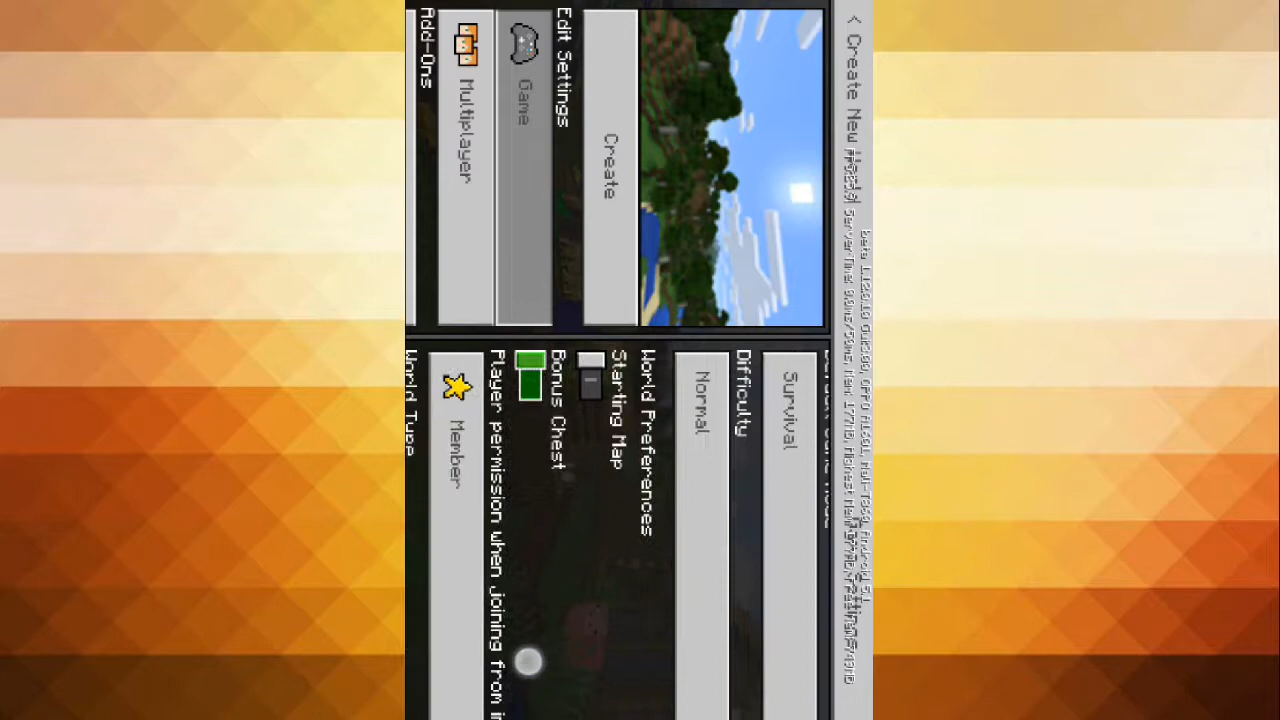 < Create New World
Create
Edit Settings
Game
Multiplayer
Add-Ons
Survival
Difficulty
Normal
World Preferences
Starting Map
Bonus Chest
Player permission when joining from
Member
World Type